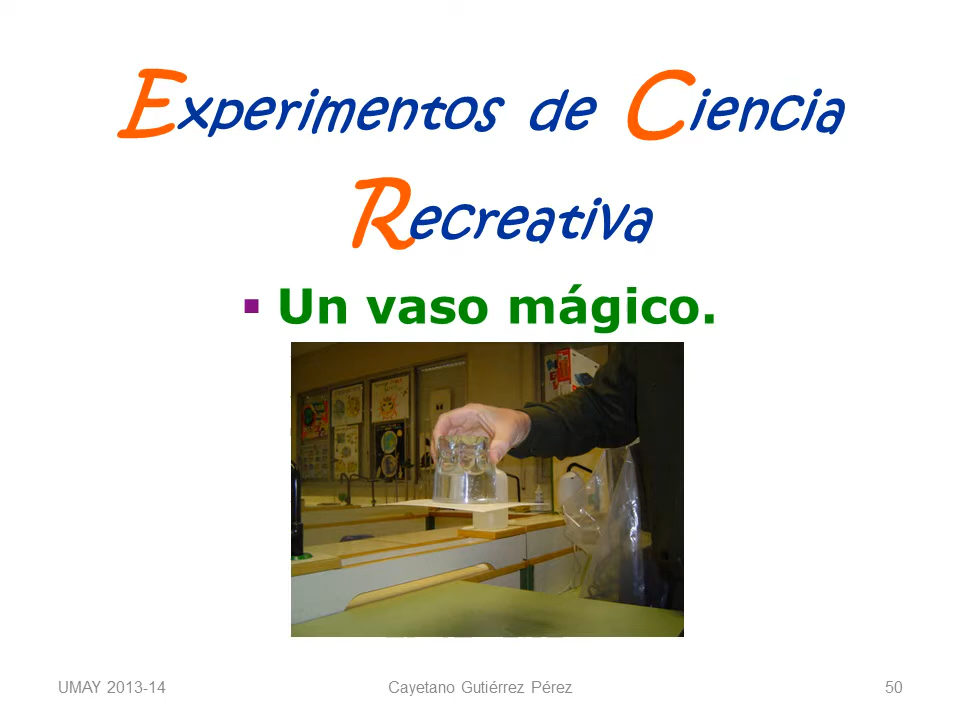 Experimentos de Ciencia
Recreativa
▪ Un vaso mágico.
UMAY 2013-14
Cayetano Gutiérrez Pérez
50